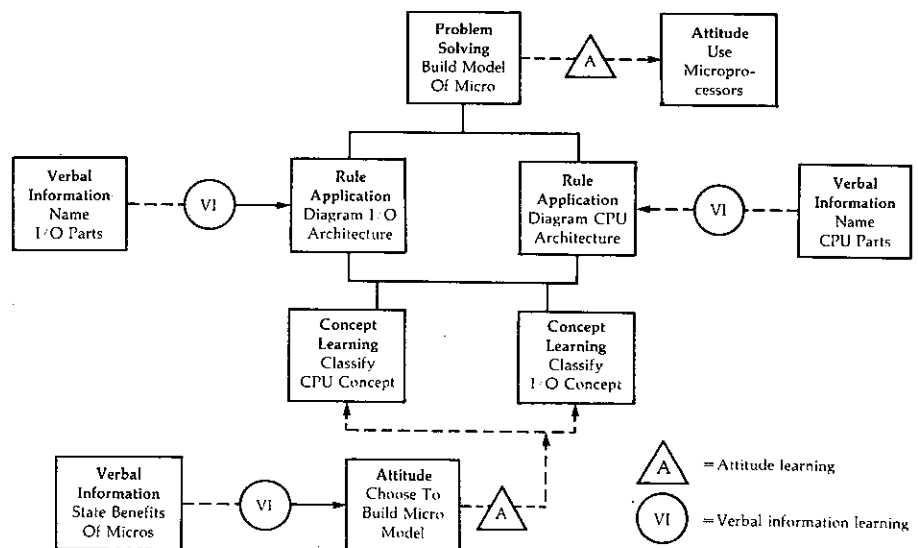 Problem
Solving
Build Model
Of Micro
A
Attitude
Use
Micropro-
cessors
Verbal
Information
Name
I/O Parts
VI
Rule
Application
Diagram I/O
Architecture
Rule
Application
Diagram CPU
Architecture
VI
Verbal
Information
Name
CPU Parts
Concept
Learning
Classify
CPU Concept
Concept
Learning
Classify
I/O Concept
Verbal
Information
State Benefits
Of Micros
VI
Attitude
Choose To
Build Micro
Model
A
A
= Attitude learning
VI
= Verbal information learning